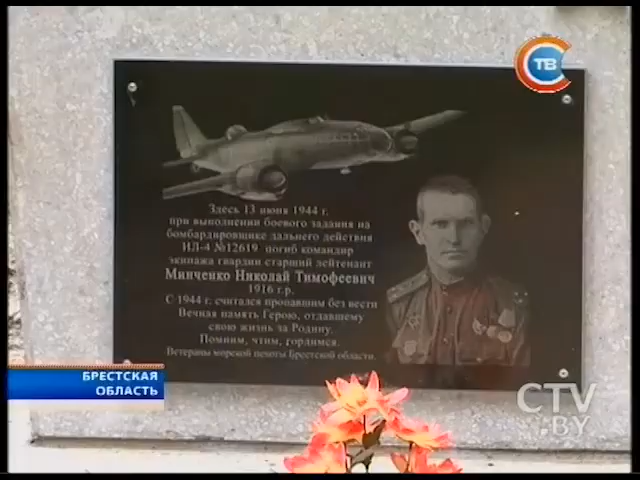 СТВ
Здесь 13 июня 1944 г.
при выполнении боевого задания на
бомбардировщике дальнего действия
ИЛ-4 №12619 погиб командир
экипажа гвардии старший лейтенант
Минченко Николай Тимофеевич
1916 г.р.
С 1944 г. считался пропавшим без вести
Вечная память Герою, отдавшему
свою жизнь за Родину.
Помним, чтим, гордимся.
Ветераны морской пехоты Брестской области.
БРЕСТСКАЯ
ОБЛАСТЬ
CTV
.BY